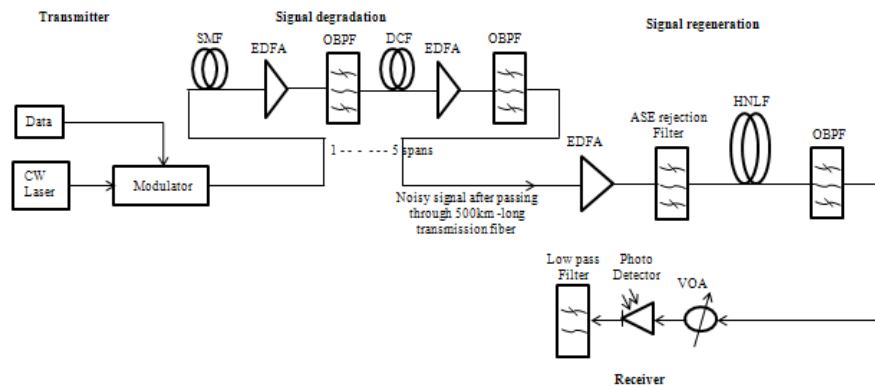 Transmitter
Signal degradation
Signal regeneration
SMF
EDFA
OBPF
DCF
EDFA
OBPF
HNLF
ASE rejection
Filter
OBPF
EDFA
Data
CW
Laser
Modulator
1 -- - ---- 5 spans
Noisy signal after passing
through 500km -long
transmission fiber
Low pass
Filter
Photo
Detector
VOA
Receiver